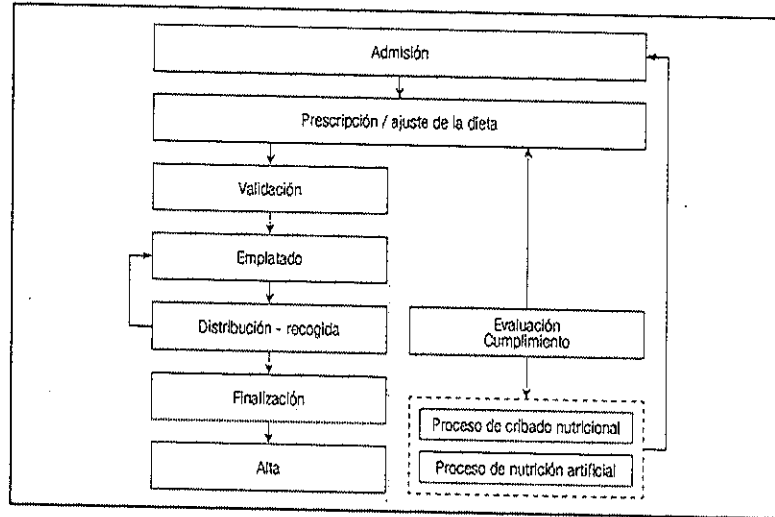 Admisión
Prescripción / ajuste de la dieta
Validación
Emplatado
Distribución - recogida
Finalización
Alta
Evaluación
Cumplimiento
Proceso de cribado nutricional
Proceso de nutrición artificial